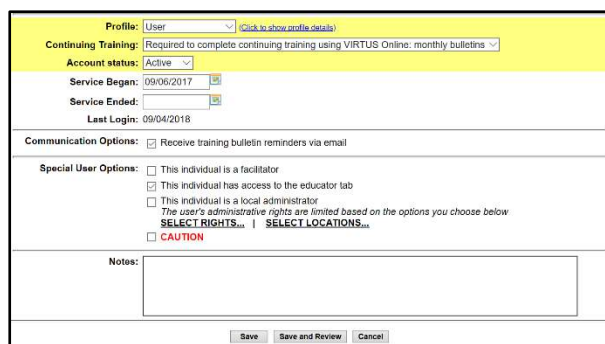 Profile: User (Click to show profile details)
Continuing Training: Required to complete continuing training using VIRTUS Online: monthly bulletins
Account status: Active
Service Began: 09/06/2017
Service Ended:
Last Login: 09/04/2018
Communication Options: Receive training bulletin reminders via email
Special User Options: This individual is a facilitator
This individual has access to the educator tab
This individual is a local administrator
The user's administrative rights are limited based on the options you choose below
SELECT RIGHTS... | SELECT LOCATIONS...
CAUTION
Notes:
Save Save and Review Cancel